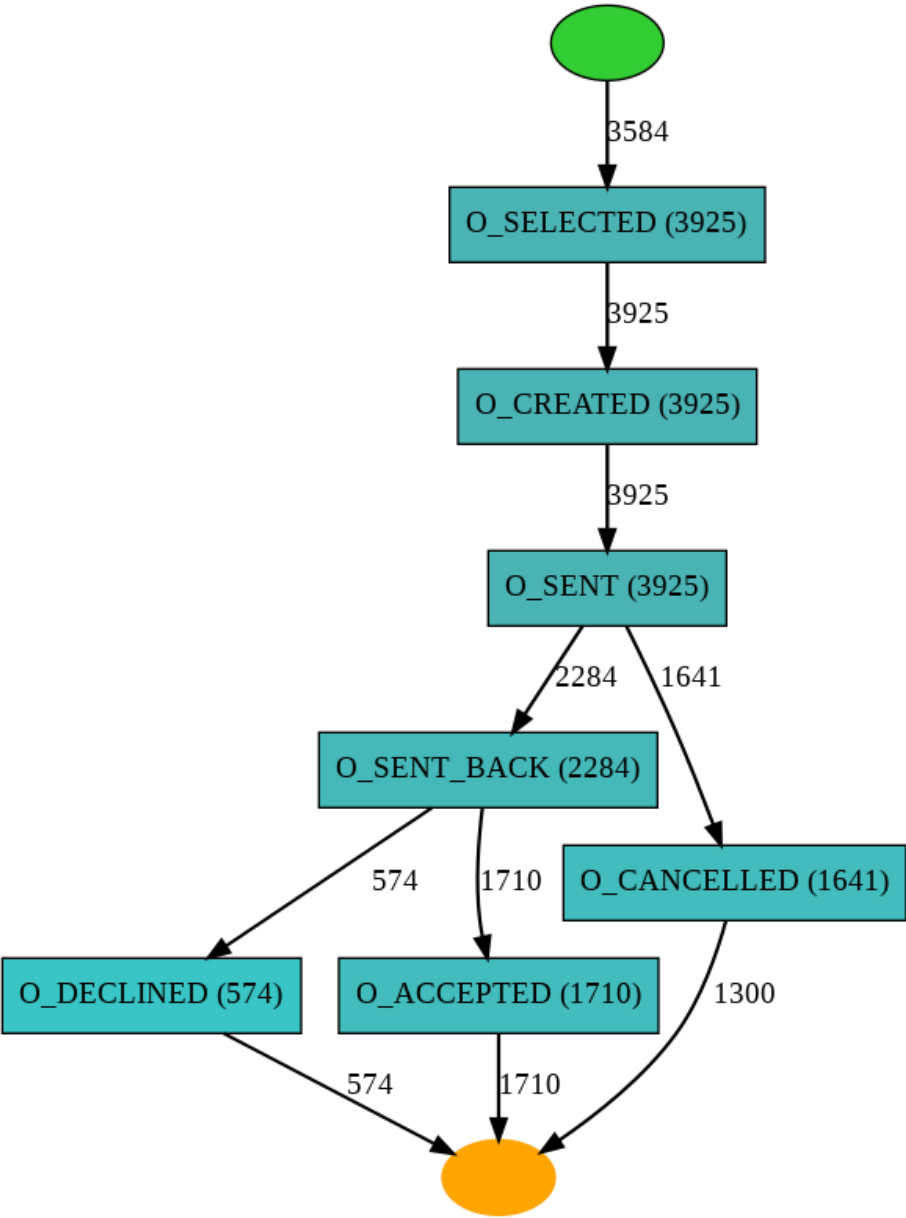 3584
O_SELECTED (3925)
3925
O_CREATED (3925)
3925
O_SENT (3925)
2284
1641
O_SENT_BACK (2284)
574
1710
O_CANCELLED (1641)
O_DECLINED (574)
O_ACCEPTED (1710)
1300
574
1710